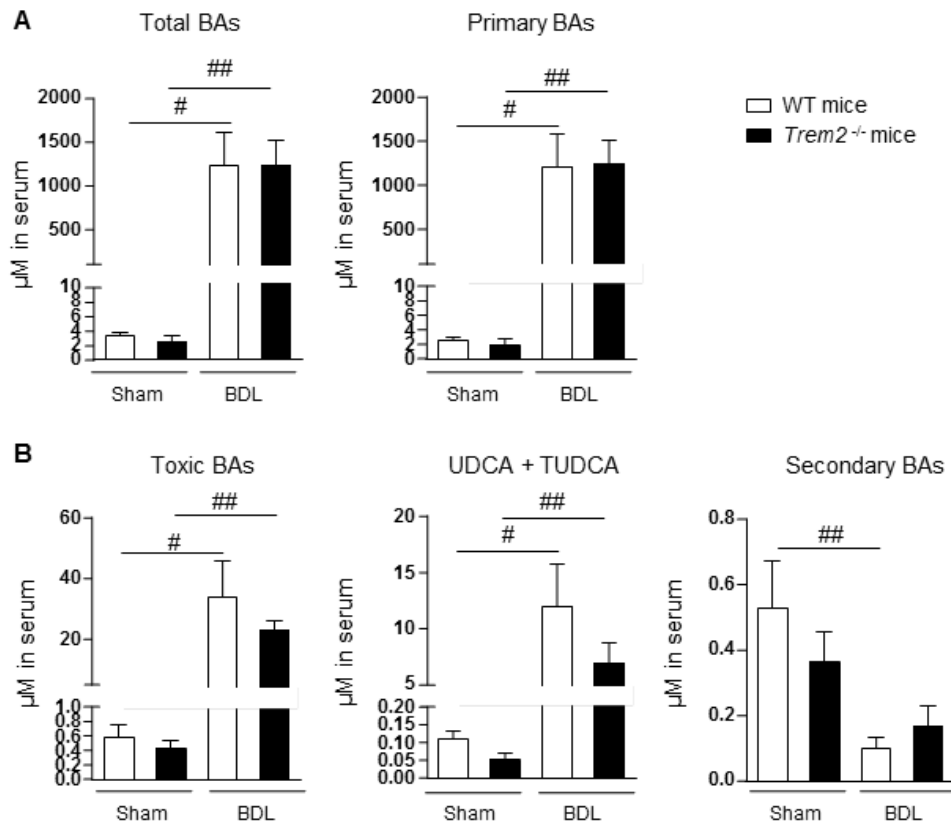 A
Total BAs
Primary BAs
##
#
##
#
WT mice
Trem2 -/- mice
µM in serum
2000
1500
1000
500
10
8
6
4
2
0
Sham
BDL
µM in serum
2000
1500
1000
500
10
8
6
4
2
0
Sham
BDL
B
Toxic BAs
UDCA + TUDCA
Secondary BAs
##
#
µM in serum
60
40
20
1.0
0.8
0.6
0.4
0.2
0.0
Sham
BDL
##
#
µM in serum
20
15
10
5
0.20
0.15
0.10
0.05
0.00
Sham
BDL
##
µM in serum
0.8
0.6
0.4
0.2
0.0
Sham
BDL